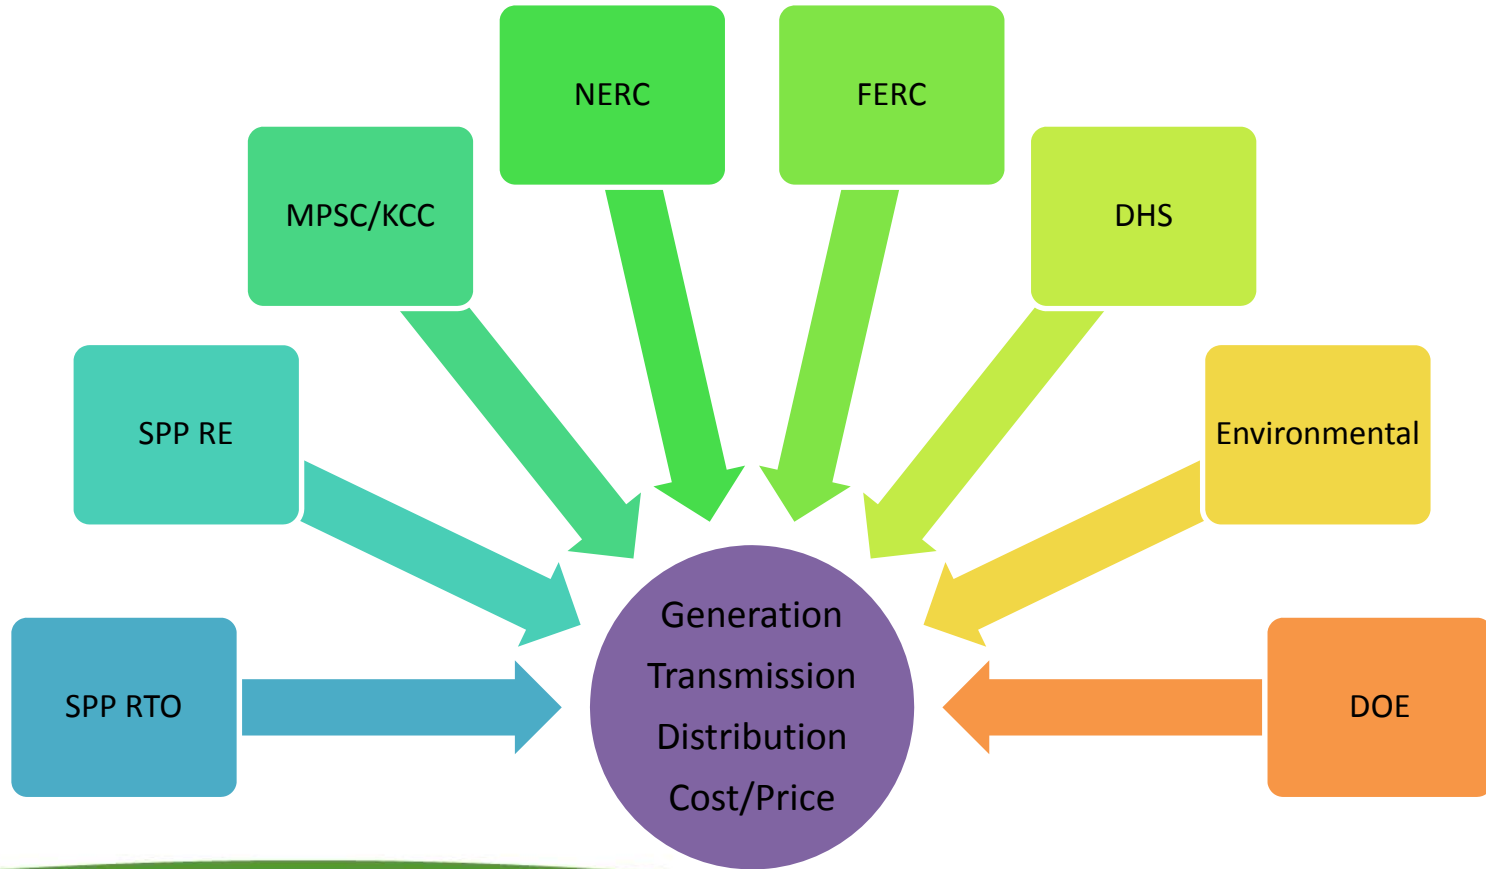 NERC
FERC
MPSC/KCC
DHS
SPP RE
Environmental
SPP RTO
DOE
Generation
Transmission
Distribution
Cost/Price